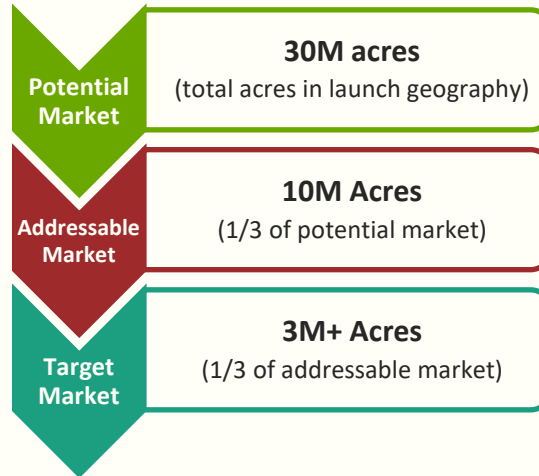 Potential
Market
30M acres
(total acres in launch geography)
Addressable
Market
10M Acres
(1/3 of potential market)
Target
Market
3M+ Acres
(1/3 of addressable market)